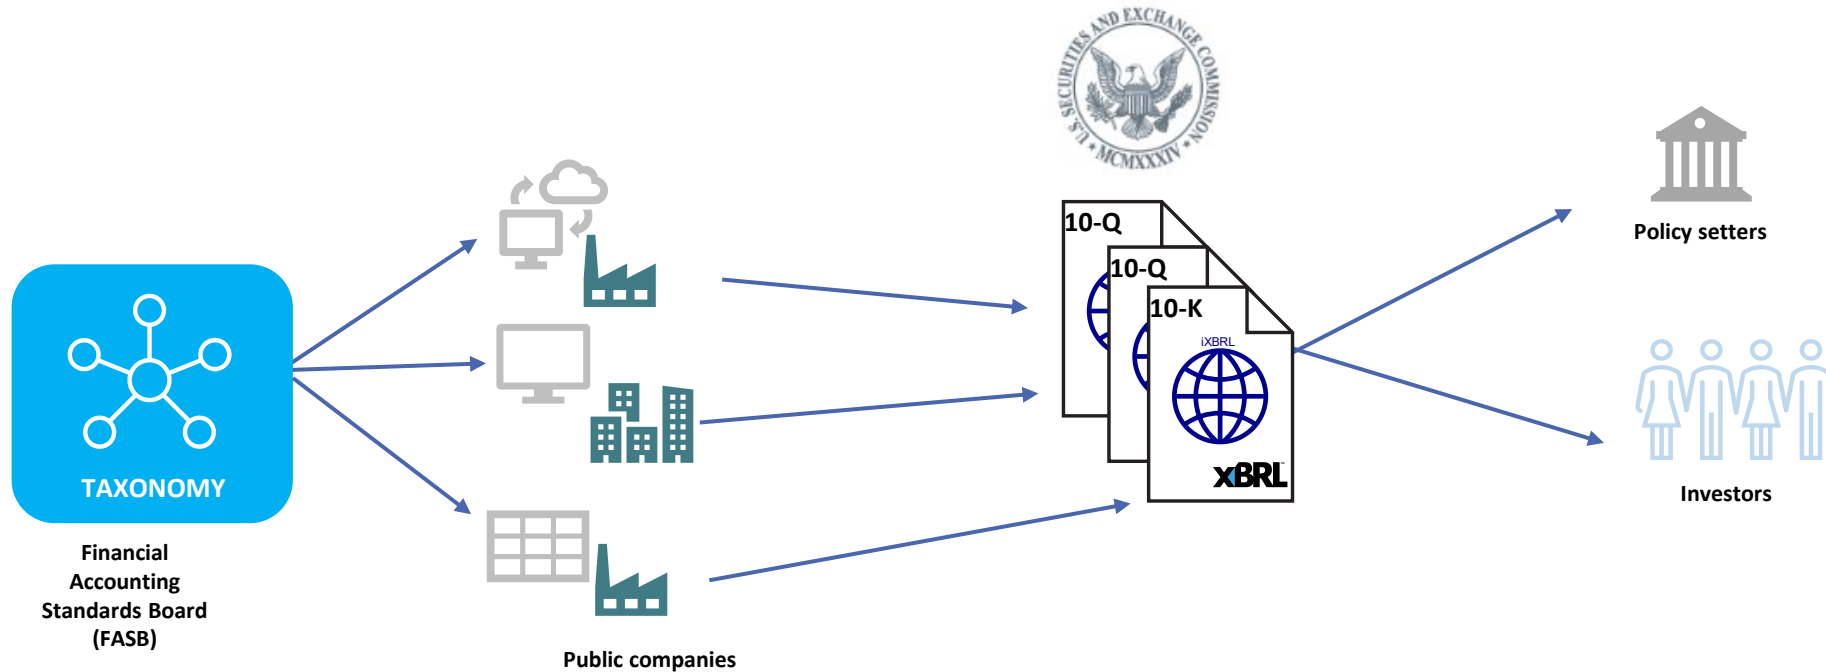 TAXONOMY
Financial
Accounting
Standards Board
(FASB)
Public companies
U.S. SECURITIES AND EXCHANGE COMMISSION
MCMXXXIV
10-Q
10-Q
10-K
iXBRL
XBRL™
Policy setters
Investors